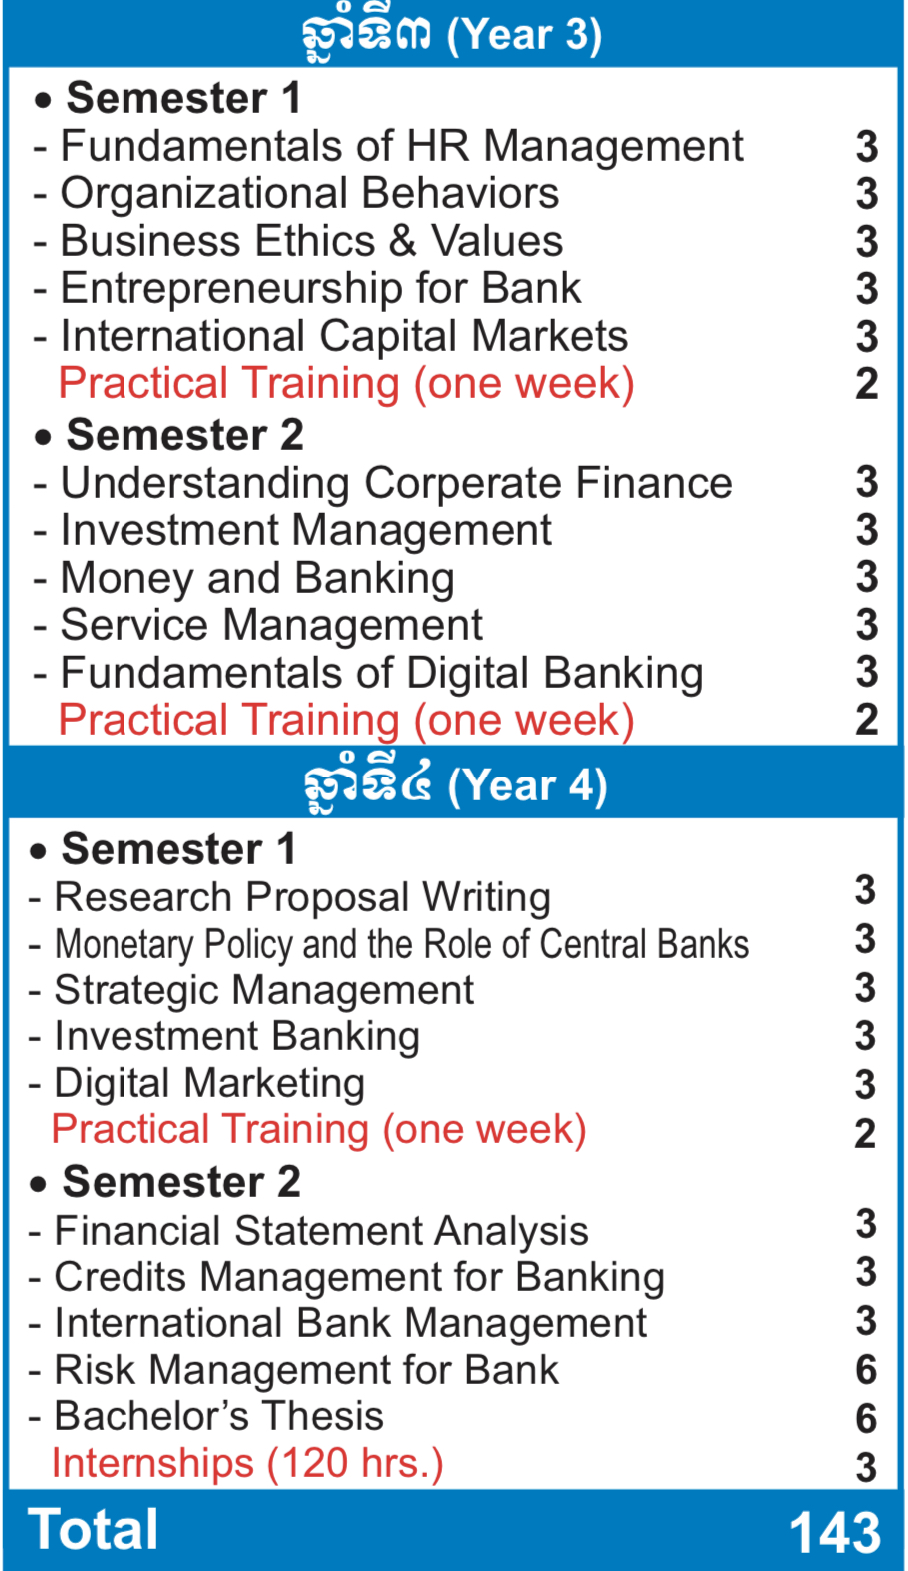 ឆ្នាំទី៣ (Year 3)
• Semester 1
- Fundamentals of HR Management 3
- Organizational Behaviors 3
- Business Ethics & Values 3
- Entrepreneurship for Bank 3
- International Capital Markets 3
Practical Training (one week) 2
• Semester 2
- Understanding Corperate Finance 3
- Investment Management 3
- Money and Banking 3
- Service Management 3
- Fundamentals of Digital Banking 3
Practical Training (one week) 2
ឆ្នាំទី៤ (Year 4)
• Semester 1
- Research Proposal Writing 3
- Monetary Policy and the Role of Central Banks 3
- Strategic Management 3
- Investment Banking 3
- Digital Marketing 3
Practical Training (one week) 2
• Semester 2
- Financial Statement Analysis 3
- Credits Management for Banking 3
- International Bank Management 3
- Risk Management for Bank 6
- Bachelor’s Thesis 6
Internships (120 hrs.) 3
Total 143